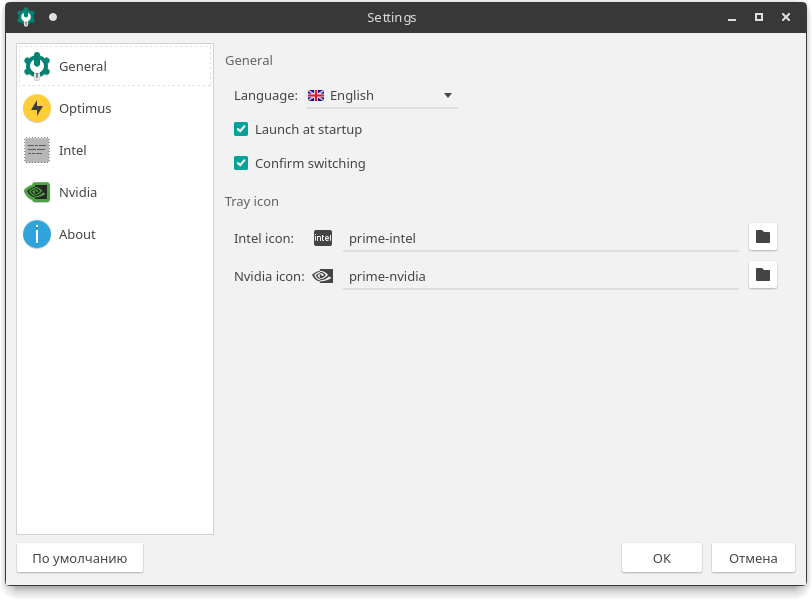 Settings
General
Optimus
Intel
Nvidia
About
General
Language: English
Launch at startup
Confirm switching
Tray icon
Intel icon: intel prime-intel
Nvidia icon: prime-nvidia
По умолчанию
ОК
Отмена